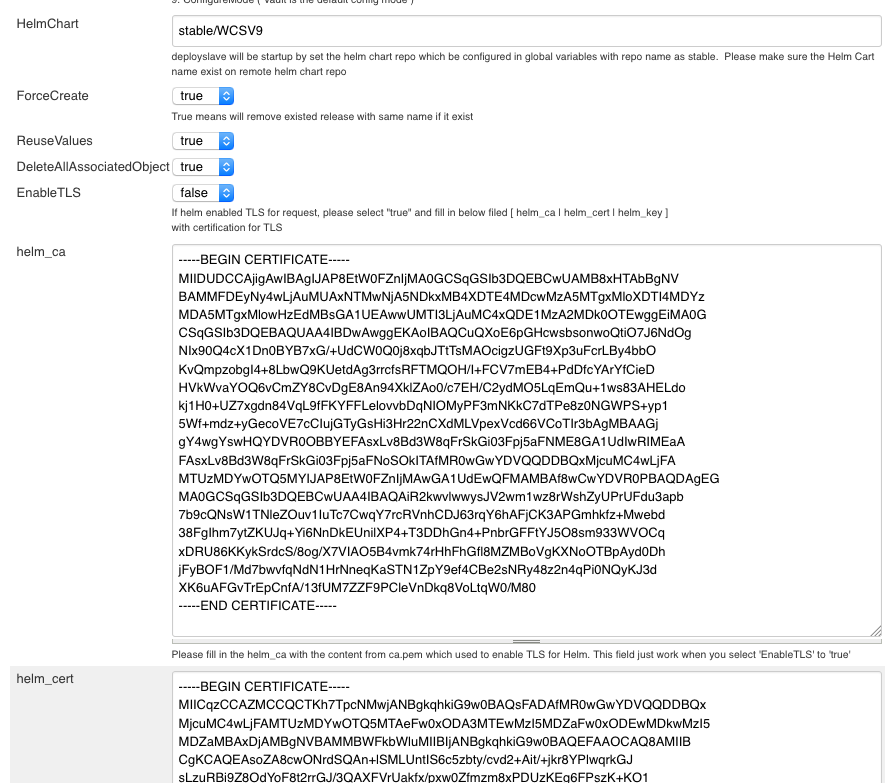 9. ConfigureMode ( Vault is the default config mode )
HelmChart
stable/WCSV9
deployslave will be startup by set the helm chart repo which be configured in global variables with repo name as stable. Please make sure the Helm Cart
name exist on remote helm chart repo
ForceCreate
true
True means will remove existed release with same name if it exist
ReuseValues
true
DeleteAllAssociatedObject
true
EnableTLS
false
If helm enabled TLS for request, please select "true" and fill in below filed [ helm_ca | helm_cert | helm_key ]
with certification for TLS
helm_ca
-----BEGIN CERTIFICATE-----
MIIDUDCCAjigAwIBAgIJAP8EtW0FZnIjMA0GCSqGSIb3DQEBCwUAMB8xHTAbBgNV
BAMMFDEyNy4wLjAuMUAxNTMwNjA5NDkxMB4XDTE4MDcwMzA5MTgxMloXDTI4MDYz
MDA5MTgxMlowHzEdMBsGA1UEAwwUMTI3LjAuMC4xQDE1MzA2MDk0OTEwggEiMA0G
CSqGSIb3DQEBAQUAA4IBDwAwggEKAoIBAQCuQXoE6pGHcwsbsonwoQtiO7J6NdOg
NIx90Q4cX1Dn0BYB7xG/+UdCW0Q0j8xqbJTtTsMAOcigzUGFt9Xp3uFcrLBy4bbO
KvQmpzobgI4+8LbwQ9KUetdAg3rrcfsRFTMQOH/I+FCV7mEB4+PdDfcYArYfCieD
HVkWvaYOQ6vCmZY8CvDgE8An94XklZAo0/c7EH/C2ydMO5LqEmQu+1ws83AHELdo
kj1H0+UZ7xgdn84VqL9fFKYFFLelovvbDqNIOMyPF3mNKkC7dTPe8z0NGWPS+yp1
5Wf+mdz+yGecoVE7cCIujGTyGsHi3Hr22nCXdMLVpexVcd66VCoTIr3bAgMBAAGj
gY4wgYswHQYDVR0OBBYEFAsxLv8Bd3W8qFrSkGi03Fpj5aFNME8GA1UdIwRIMEaA
FAsxLv8Bd3W8qFrSkGi03Fpj5aFNoSOkITAfMR0wGwYDVQQDDBQxMjcuMC4wLjFA
MTUzMDYwOTQ5MYIJAP8EtW0FZnIjMAwGA1UdEwQFMAMBAf8wCwYDVR0PBAQDAgEG
MA0GCSqGSIb3DQEBCwUAA4IBAQAiR2kwvlwwysJV2wm1wz8rWshZyUPrUFdu3apb
7b9cQNsW1TNleZOuv1IuTc7CwqY7rcRVnhCDJ63rqY6hAFjCK3APGmhkfz+Mwebd
38FgIhm7ytZKUJq+Yi6NnDkEUnilXP4+T3DDhGn4+PnbrGFFtYJ5O8sm933WVOCq
xDRU86KKykSrdcS/8og/X7VIAO5B4vmk74rHhFhGfI8MZMBoVgKXNoOTBpAyd0Dh
jFyBOF1/Md7bwvfqNdN1HrNneqKaSTN1ZpY9ef4CBe2sNRy48z2n4qPi0NQyKJ3d
XK6uAFGvTrEpCnfA/13fUM7ZZF9PCleVnDkq8VoLtqW0/M80
-----END CERTIFICATE-----
Please fill in the helm_ca with the content from ca.pem which used to enable TLS for Helm. This field just work when you select 'EnableTLS' to 'true'
helm_cert
-----BEGIN CERTIFICATE-----
MIICqzCCAZMCCQCTKh7TpcNMwjANBgkqhkiG9w0BAQsFADAfMR0wGwYDVQQDDBQx
MjcuMC4wLjFAMTUzMDYwOTQ5MTAeFw0xODA3MTEwMzI5MDZaFw0xODEwMDkwMzI5
MDZaMBAxDjAMBgNVBAMMBWFkbWluMIIBIjANBgkqhkiG9w0BAQEFAAOCAQ8AMIIB
CgKCAQEAsoZA8cwONrdSQAn+lSMLUntIS6c5zbty/cvd2+Ait/+jkr8YPlwqrkGJ
sLzuRBi9Z8OdYoF8t2rrGJ/3QAXFVrUakfx/pxw0Zfmzm8xPDUzKEg6FPszK+KO1